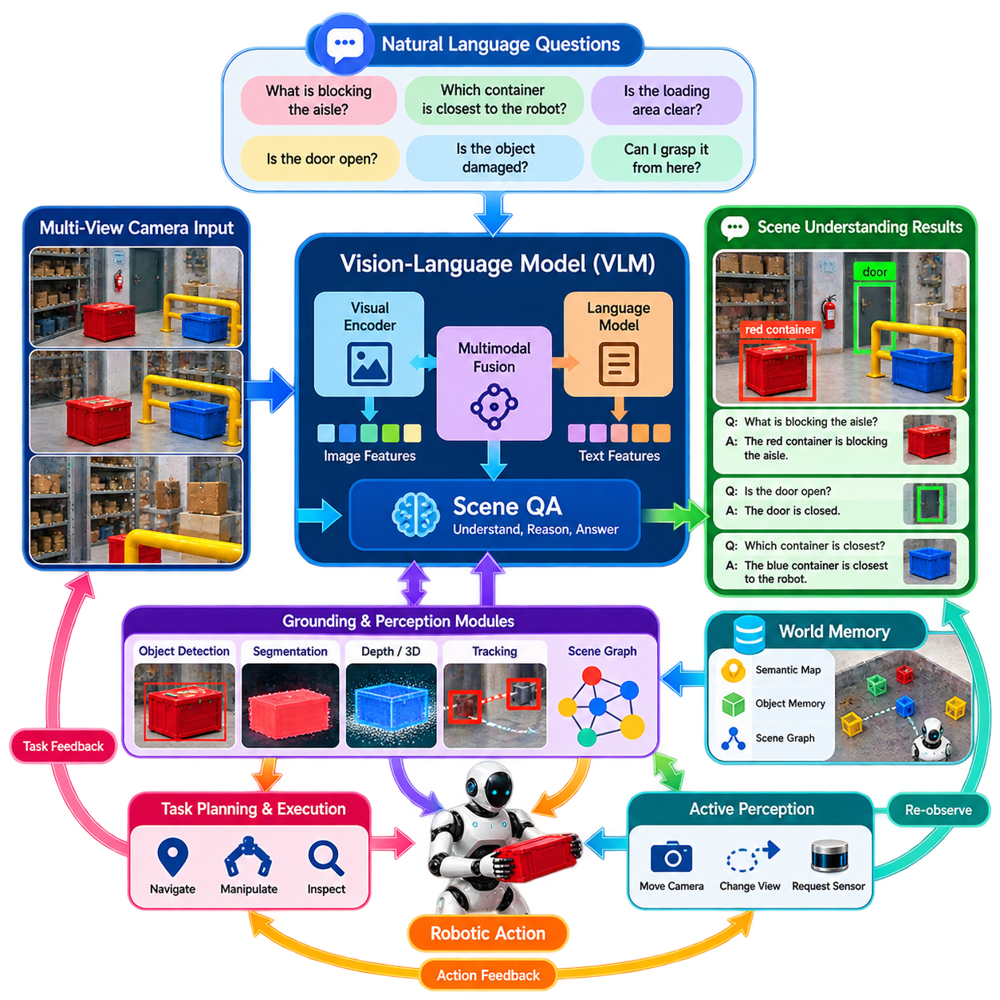 Natural Language Questions
What is blocking
the aisle?
Which container
is closest to the robot?
Is the loading
area clear?
Is the door open?
Is the object
damaged?
Can I grasp it
from here?
Multi-View Camera Input
Vision-Language Model (VLM)
Visual
Encoder
Multimodal
Fusion
Language
Model
Image Features
Text Features
Scene QA
Understand, Reason, Answer
Scene Understanding Results
door
red container
Q: What is blocking the aisle?
A: The red container is blocking
the aisle.
Q: Is the door open?
A: The door is closed.
Q: Which container is closest?
A: The blue container is closest
to the robot.
Grounding & Perception Modules
Object Detection
Segmentation
Depth / 3D
Tracking
Scene Graph
World Memory
Semantic Map
Object Memory
Scene Graph
Task Feedback
Task Planning & Execution
Navigate
Manipulate
Inspect
Active Perception
Move Camera
Change View
Request Sensor
Re-observe
Robotic Action
Action Feedback